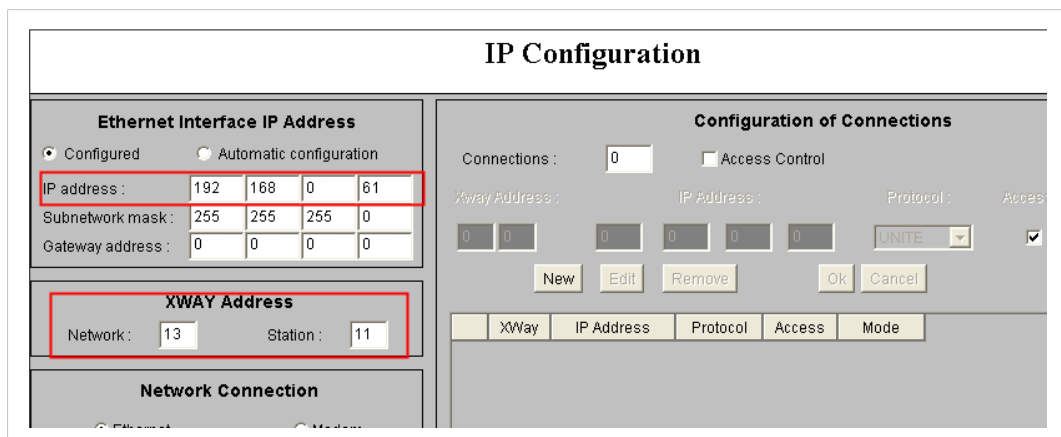 IP Configuration
Ethernet Interface IP Address
Configured Automatic configuration
IP address : 192 168 0 61
Subnetwork mask : 255 255 255 0
Gateway address : 0 0 0 0
XWAY Address
Network : 13 Station : 11
Network Connection
Ethernet Modem
Configuration of Connections
Connections : 0 Access Control
Xway Address : IP Address : Protocol : Access
0 0 0 0 0 0 UNITE
New Edit Remove Ok Cancel
XWay IP Address Protocol Access Mode